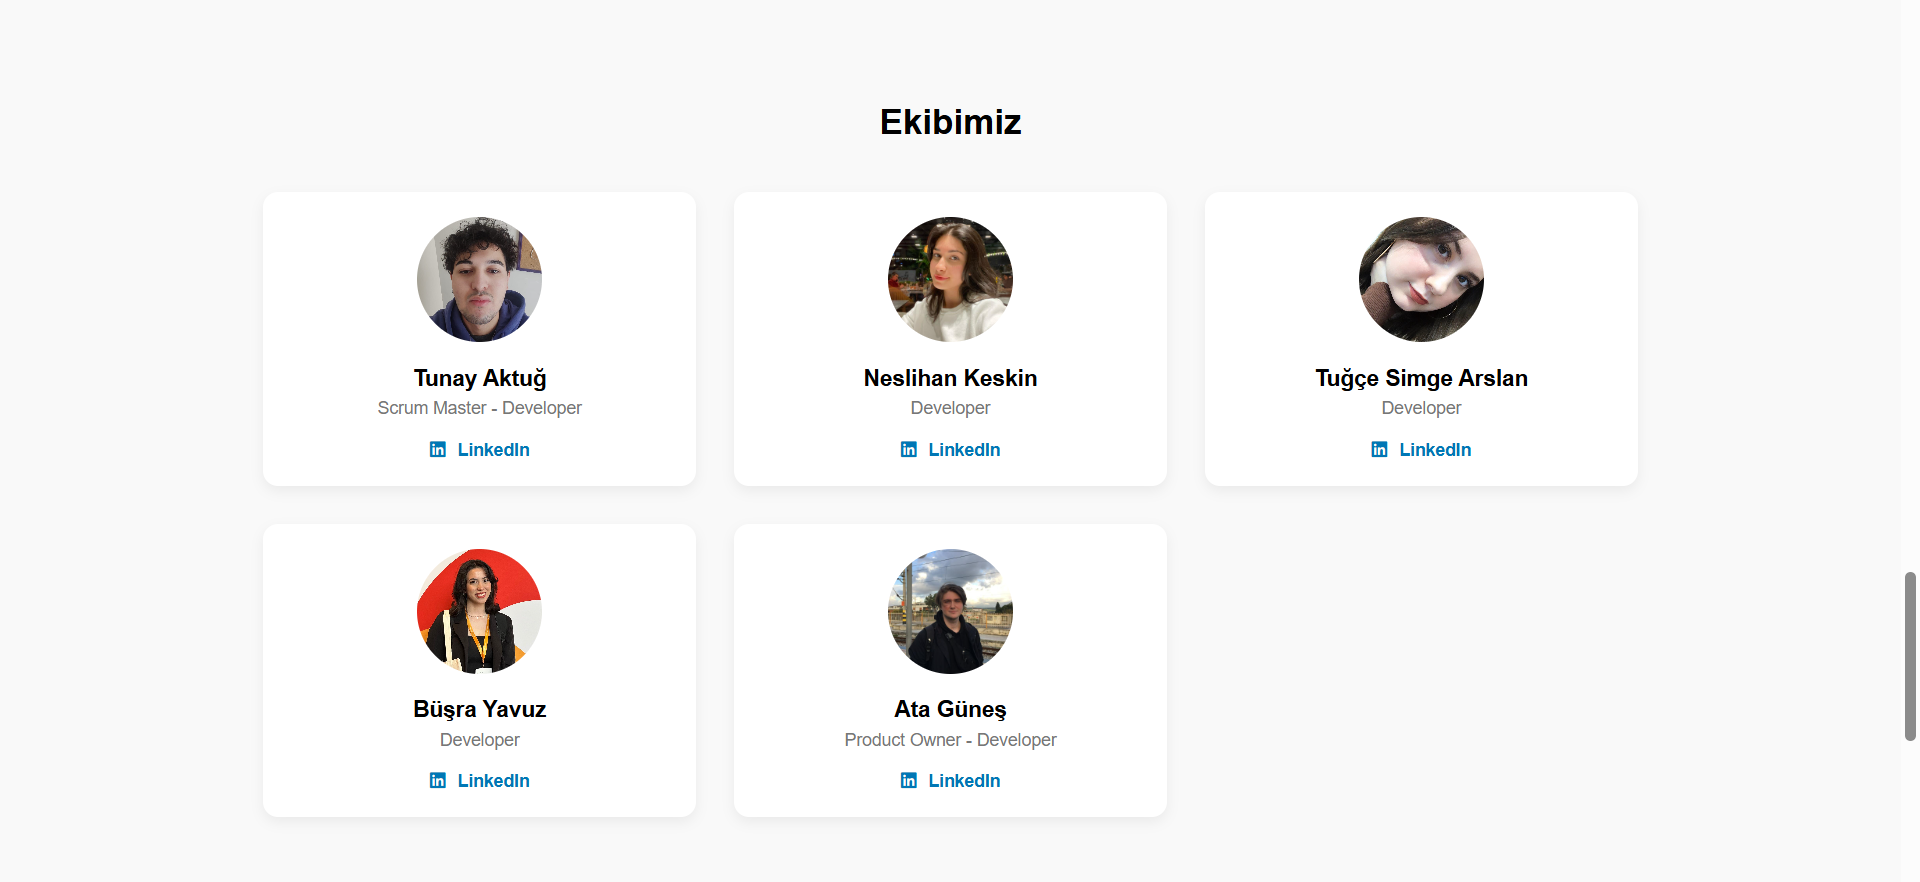 Ekibimiz
Tunay Aktuğ
Scrum Master - Developer
LinkedIn
Neslihan Keskin
Developer
LinkedIn
Tuğçe Simge Arslan
Developer
LinkedIn
Büşra Yavuz
Developer
LinkedIn
Ata Güneş
Product Owner - Developer
LinkedIn